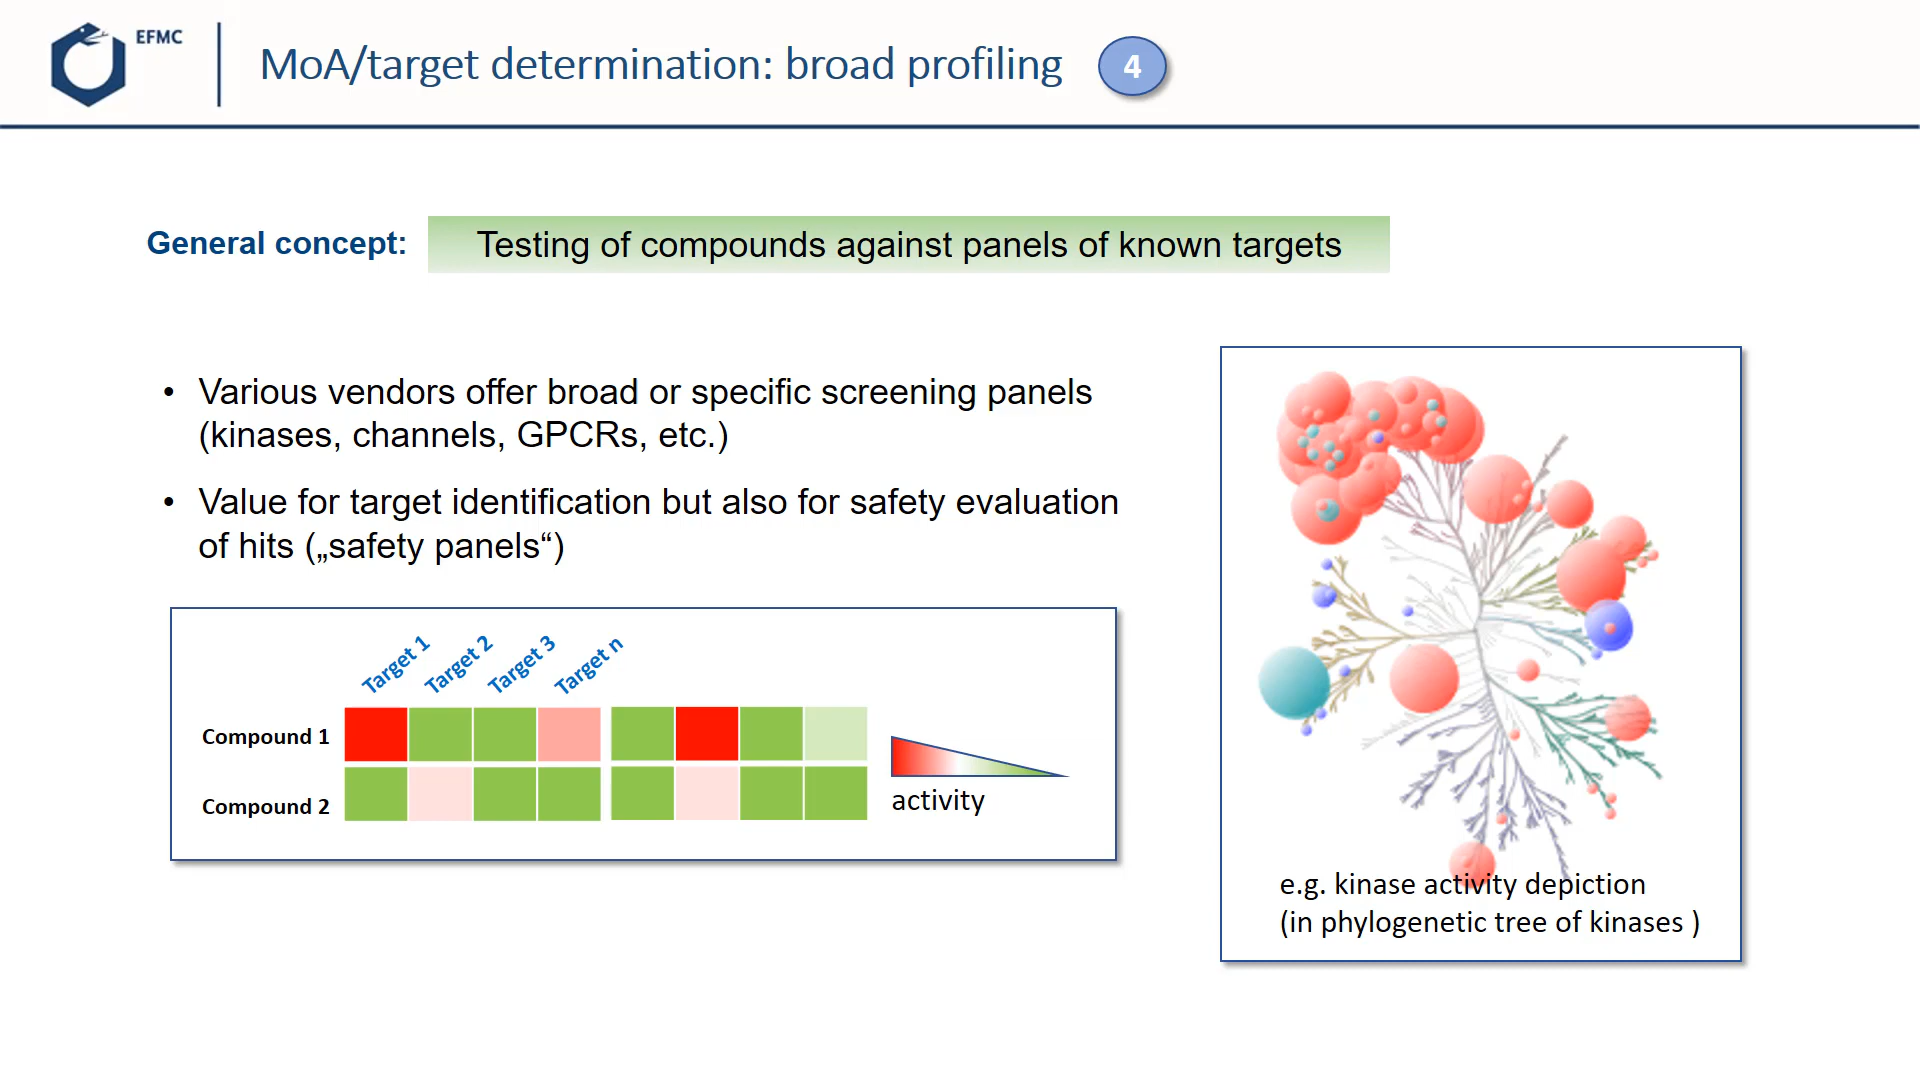 EFMC
MoA/target determination: broad profiling
4
General concept:
Testing of compounds against panels of known targets
• Various vendors offer broad or specific screening panels
(kinases, channels, GPCRs, etc.)
• Value for target identification but also for safety evaluation
of hits („safety panels“)
Target 1
Target 2
Target 3
Target n
Compound 1
Compound 2
activity
e.g. kinase activity depiction
(in phylogenetic tree of kinases )